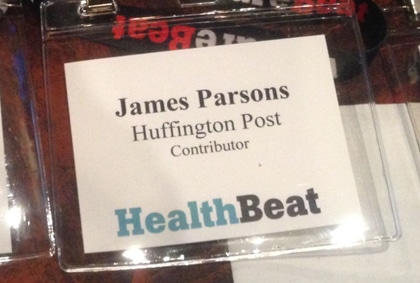 James Parsons
Huffington Post
Contributor
HealthBeat